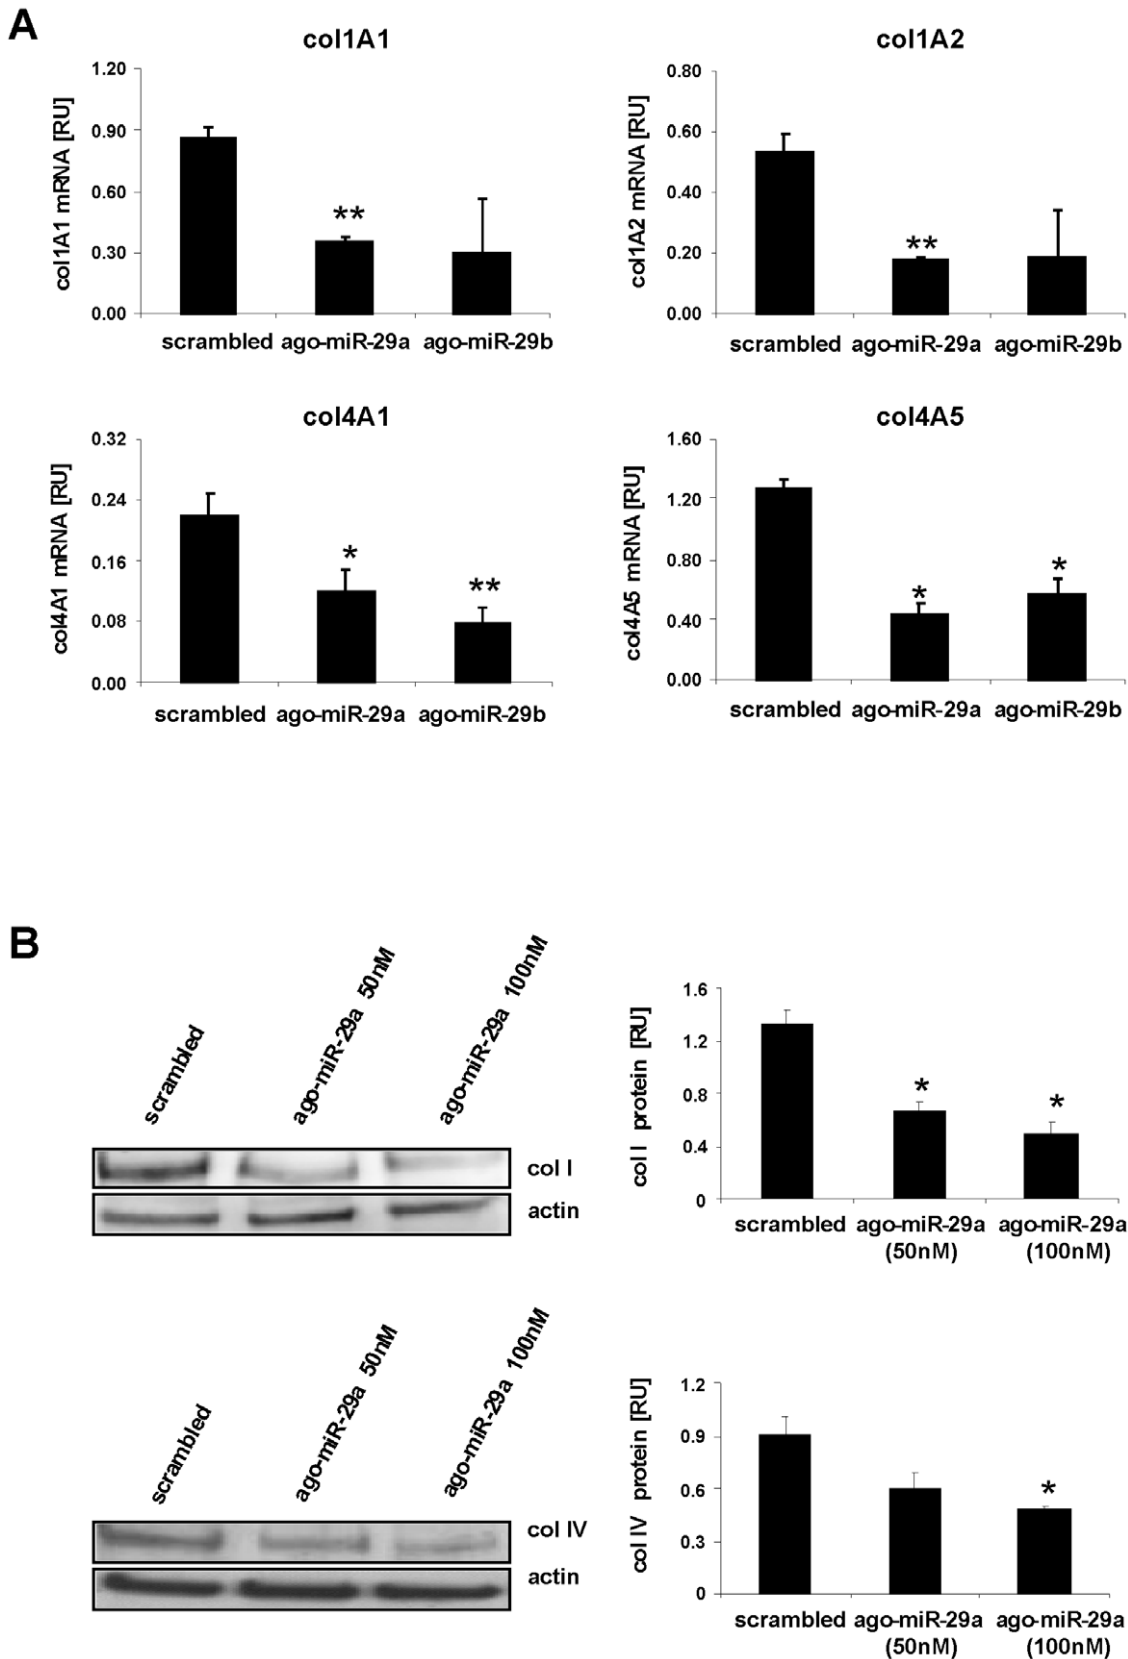 A
col1A1
col1A1 mRNA [RU]
1.20
0.90
0.60
0.30
0.00
**
scrambled ago-miR-29a ago-miR-29b
col1A2
col1A2 mRNA [RU]
0.80
0.60
0.40
0.20
0.00
**
scrambled ago-miR-29a ago-miR-29b
col4A1
col4A1 mRNA [RU]
0.32
0.24
0.16
0.08
0.00
*
**
scrambled ago-miR-29a ago-miR-29b
col4A5
col4A5 mRNA [RU]
1.60
1.20
0.80
0.40
0.00
*
*
scrambled ago-miR-29a ago-miR-29b
B
scrambled
ago-miR-29a 50nM
ago-miR-29a 100nM
col I
actin
col I protein [RU]
1.6
1.2
0.8
0.4
0
*
*
scrambled ago-miR-29a ago-miR-29a
(50nM) (100nM)
scrambled
ago-miR-29a 50nM
ago-miR-29a 100nM
col IV
actin
col IV protein [RU]
1.2
0.9
0.6
0.3
0
*
scrambled ago-miR-29a ago-miR-29a
(50nM) (100nM)